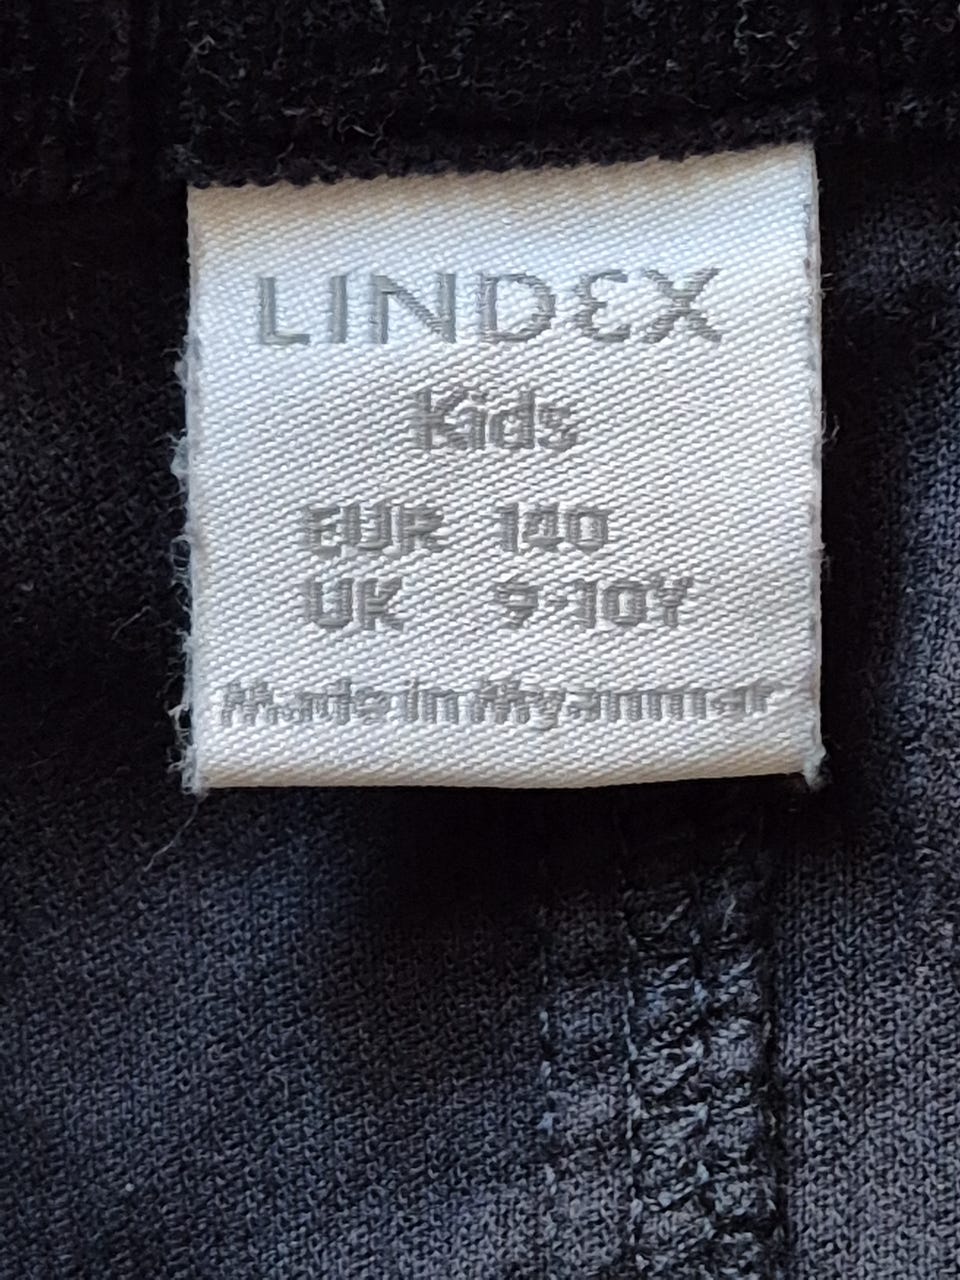 LINDEX
Kids
EUR 140
UK 9-10Y
Made in Myanmar